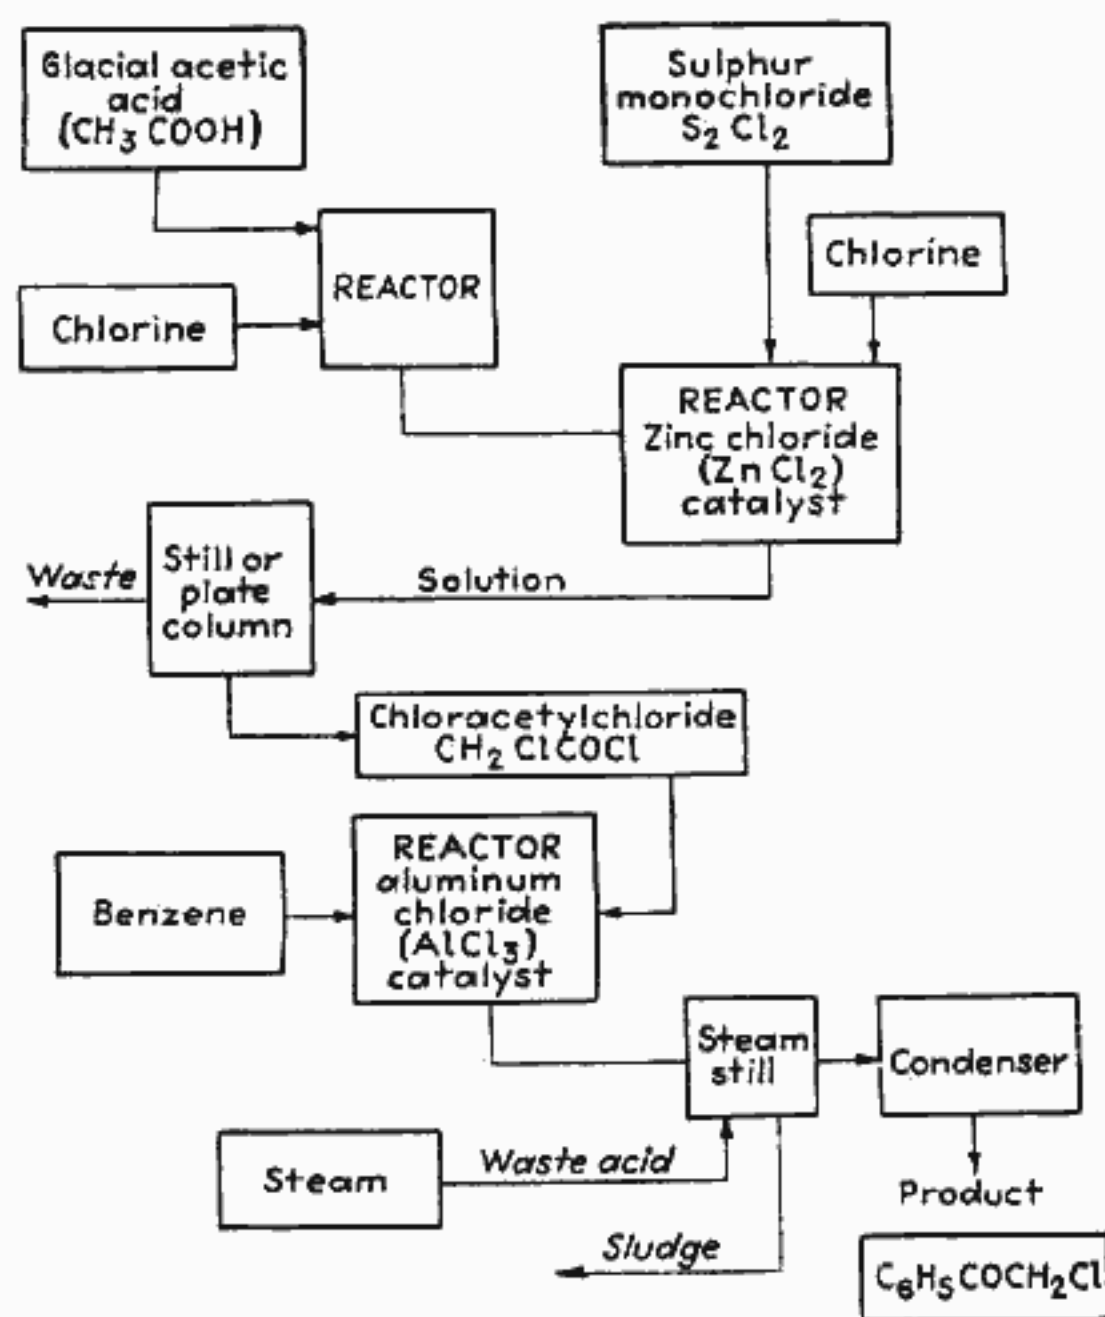 Glacial acetic
acid
(CH₃ COOH)
Sulphur
monochloride
S₂ Cl₂
Chlorine
REACTOR
Chlorine
REACTOR
Zinc chloride
(Zn Cl₂)
catalyst
Waste
Still or
plate
column
Solution
Chloracetylchloride
CH₂ ClCOCl
Benzene
REACTOR
aluminum
chloride
(AlCl₃)
catalyst
Steam
still
Condenser
Steam
Waste acid
Product
Sludge
C₆H₅COCH₂Cl